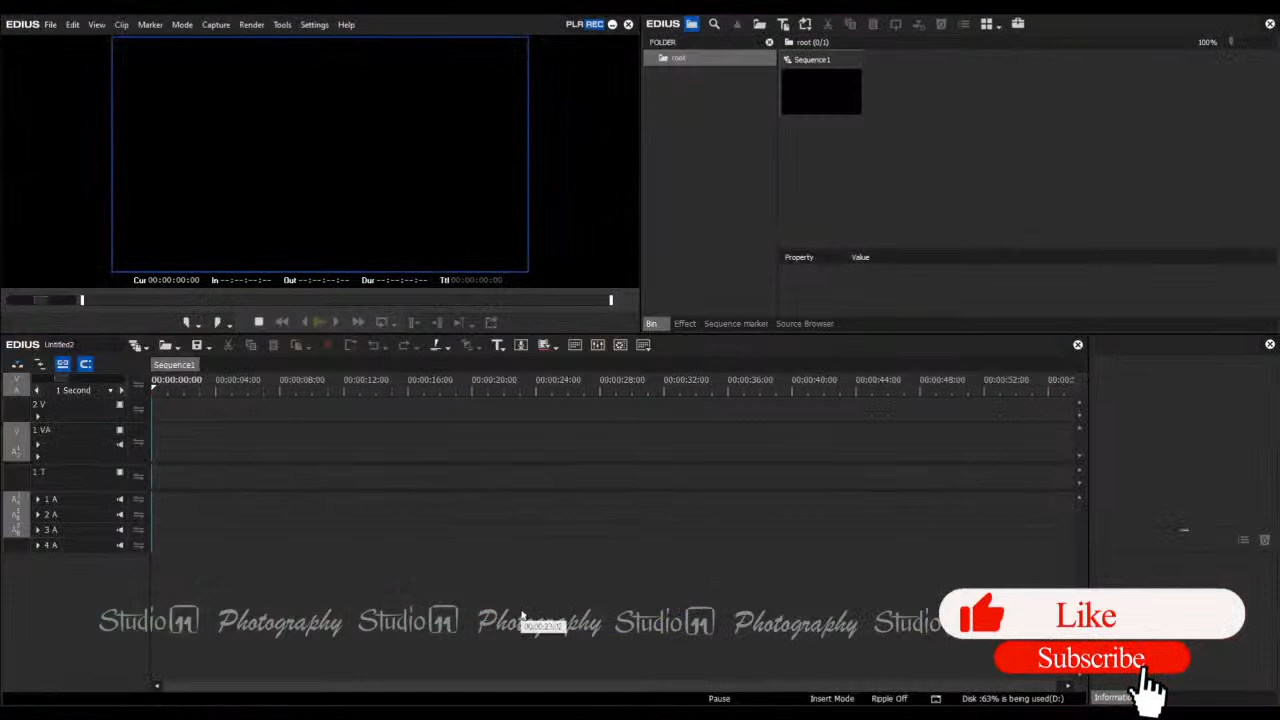 EDIUS File Edit View Clip Marker Mode Capture Render Tools Settings Help PLR REC
EDIUS
FOLDER
root (0/1)
100%
root
Sequence1
Property Value
Cur 00:00:00:00 In --:--:--:-- Out --:--:--:-- Dur --:--:--:-- Ttl 00:00:00:00
Bin Effect Sequence marker Source Browser
EDIUS Untitled2
Sequence1
00:00:00:00 00:00:04:00 00:00:08:00 00:00:12:00 00:00:16:00 00:00:20:00 00:00:24:00 00:00:28:00 00:00:32:00 00:00:36:00 00:00:40:00 00:00:44:00 00:00:48:00 00:00:52:00
1 Second
2 V
1 VA
1 T
1 A
2 A
3 A
4 A
Studio 11 Photography Studio 11 Photography Studio 11 Photography Studio
Like
Subscribe
Pause Insert Mode Ripple Off Disk :63% is being used(D:)